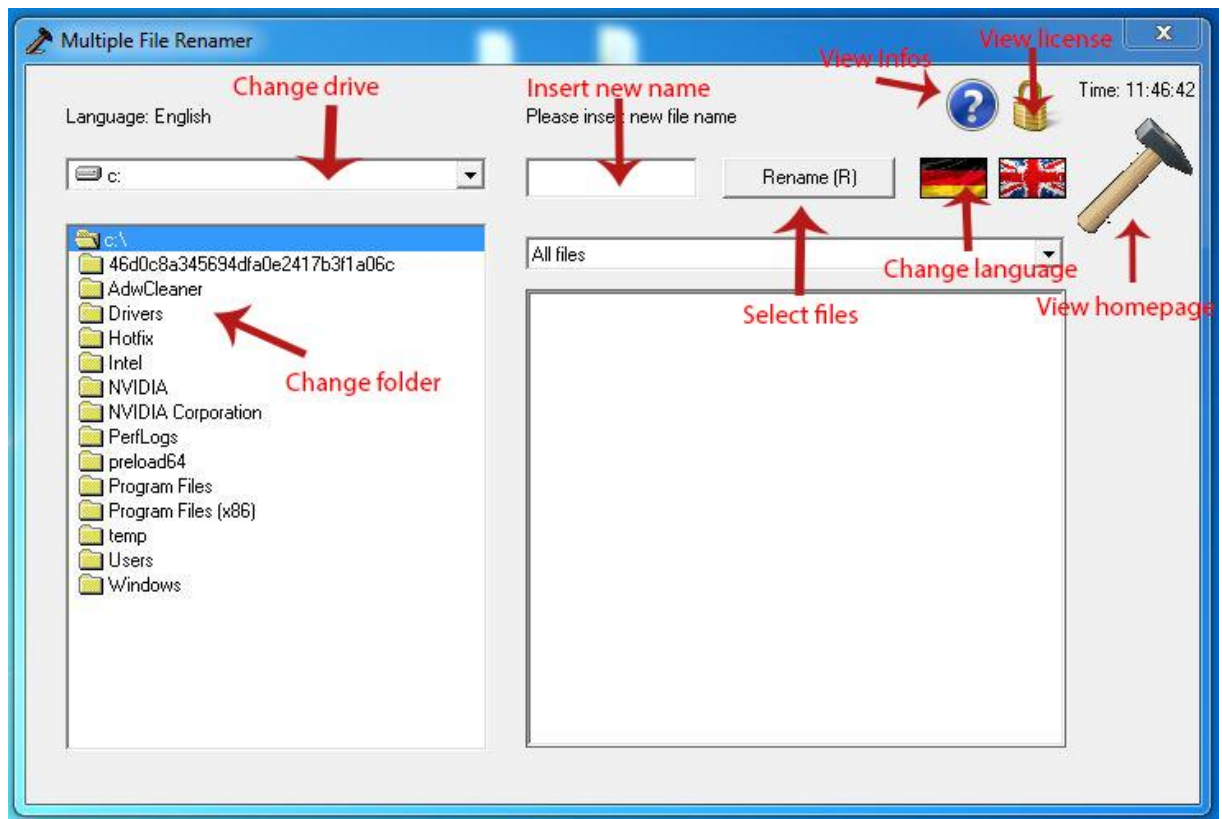 Multiple File Renamer
View license
X
View Infos
Change drive
Insert new name
Time: 11:46:42
Language: English
Please insert new file name
c:
Rename (R)
c:\
46d0c8a345694dfa0e2417b3f1a06c
All files
AdwCleaner
Change language
Drivers
Select files
View homepage
Hotfix
Intel
NVIDIA
Change folder
NVIDIA Corporation
PerfLogs
preload64
Program Files
Program Files (x86)
temp
Users
Windows